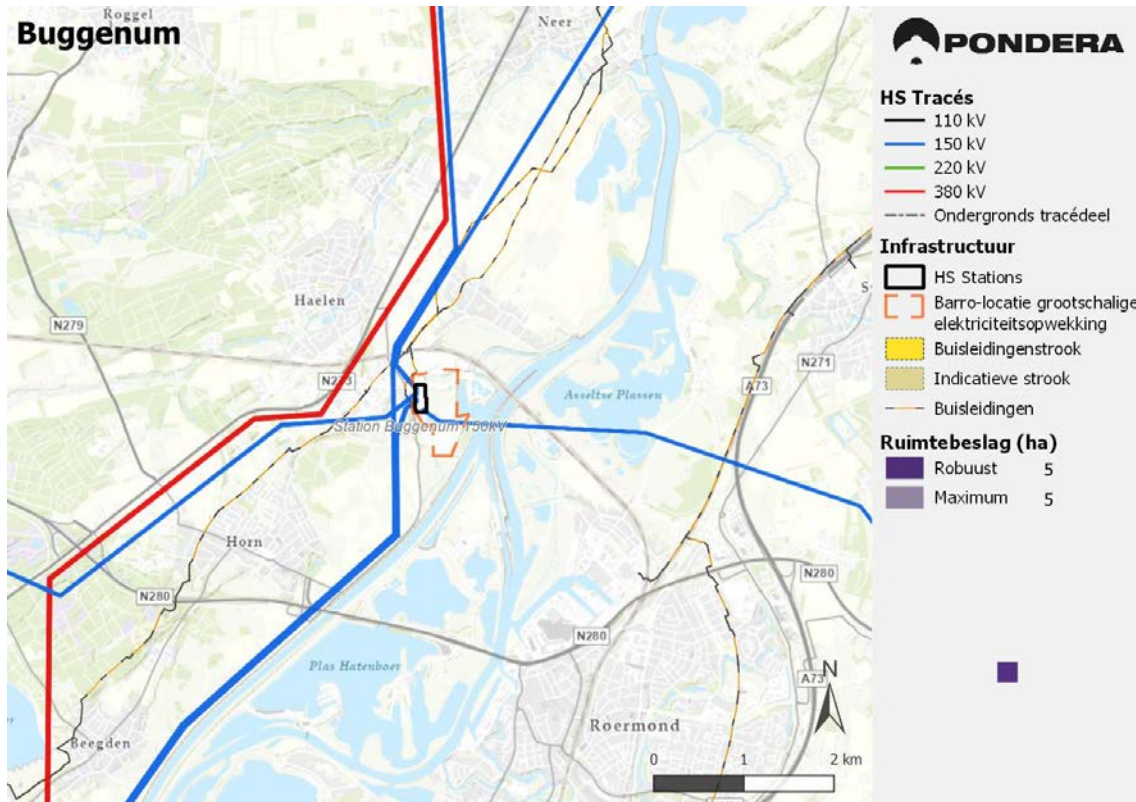 Buggenum
Roggel
Neer
Haelen
N279
N273
N271
Asseltse Plassen
A73
Station Buggenum 150kV
Horn
N280
N280
N280
Plas Hatenboer
A73
N
Roermond
Beegden
0 1 2 km
PONDERA
HS Tracés
110 kV
150 kV
220 kV
380 kV
Ondergronds tracédeel
Infrastructuur
HS Stations
Barro-locatie grootschalige
elektriciteitsopwekking
Buisleidingenstrook
Indicatieve strook
Buisleidingen
Ruimtebeslag (ha)
Robuust 5
Maximum 5